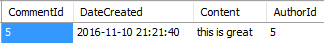 CommentId DateCreated Content AuthorId
5 2016-11-10 21:21:40 this is great 5